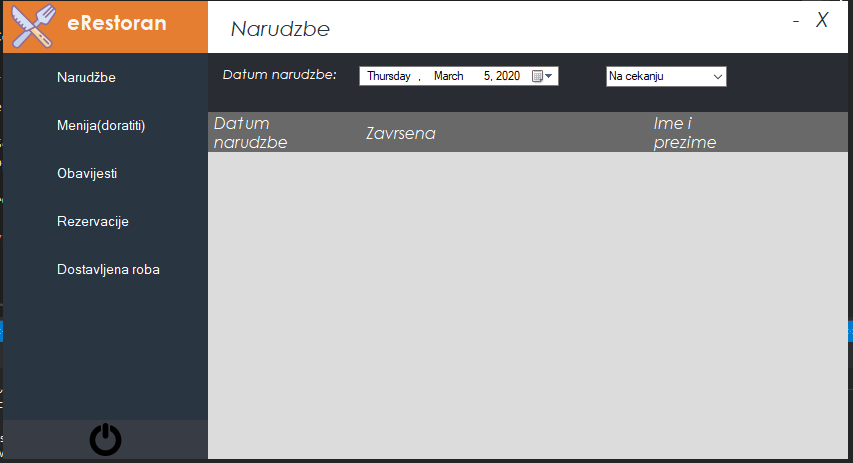 eRestoran
Narudzbe
- X
Narudžbe
Menija(doratiti)
Obavijesti
Rezervacije
Dostavljena roba
Datum narudzbe:
Thursday , March 5, 2020
Na cekanju
Datum
narudzbe
Zavrsena
Ime i
prezime